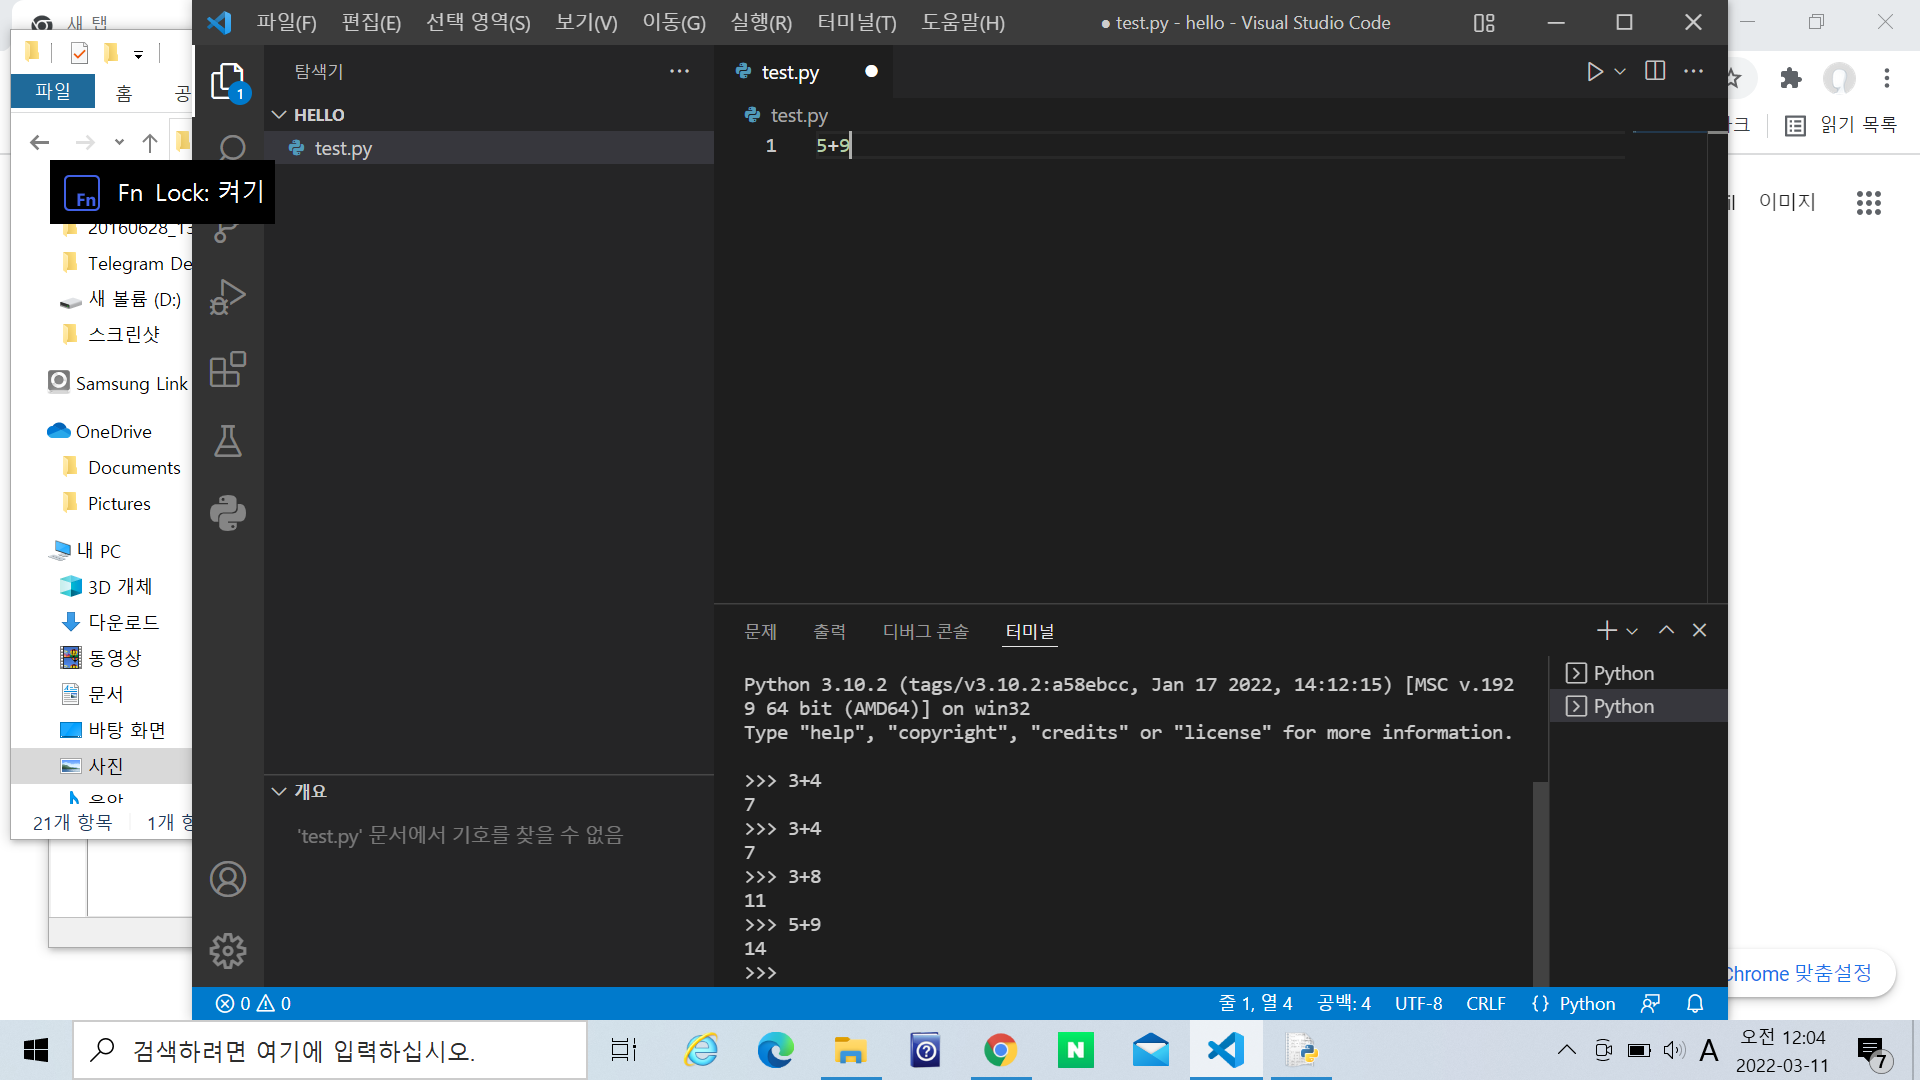 새 탭
파일(F) 편집(E) 선택 영역(S) 보기(V) 이동(G) 실행(R) 터미널(T) 도움말(H)
● test.py - hello - Visual Studio Code
파일 홈 공
Fn Fn Lock: 켜기
20160628_13
Telegram De
새 볼륨 (D:)
스크린샷
Samsung Link
OneDrive
Documents
Pictures
내 PC
3D 개체
다운로드
동영상
문서
바탕 화면
사진
21개 항목 1개 항
1
탐색기
HELLO
test.py
개요
'test.py' 문서에서 기호를 찾을 수 없음
test.py
test.py
1 5+9
문제 출력 디버그 콘솔 터미널
Python 3.10.2 (tags/v3.10.2:a58ebcc, Jan 17 2022, 14:12:15) [MSC v.192
9 64 bit (AMD64)] on win32
Type "help", "copyright", "credits" or "license" for more information.
>>> 3+4
7
>>> 3+4
7
>>> 3+8
11
>>> 5+9
14
>>>
Python
Python
0 0
줄 1, 열 4 공백: 4 UTF-8 CRLF {} Python
읽기 목록
이미지
Chrome 맞춤설정
검색하려면 여기에 입력하십시오.
N
A
오전 12:04
2022-03-11
7